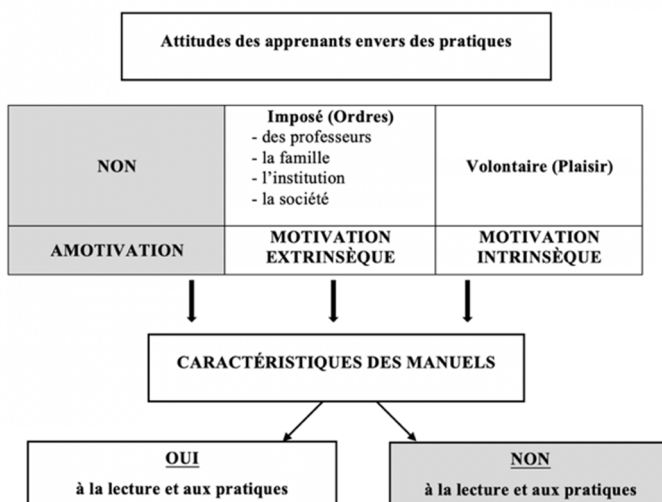 Attitudes des apprenants envers des pratiques
NON
Imposé (Ordres)
- des professeurs
- la famille
- l'institution
- la société
Volontaire (Plaisir)
AMOTIVATION
MOTIVATION
EXTRINSÈQUE
MOTIVATION
INTRINSÈQUE
CARACTÉRISTIQUES DES MANUELS
OUI
à la lecture et aux pratiques
NON
à la lecture et aux pratiques